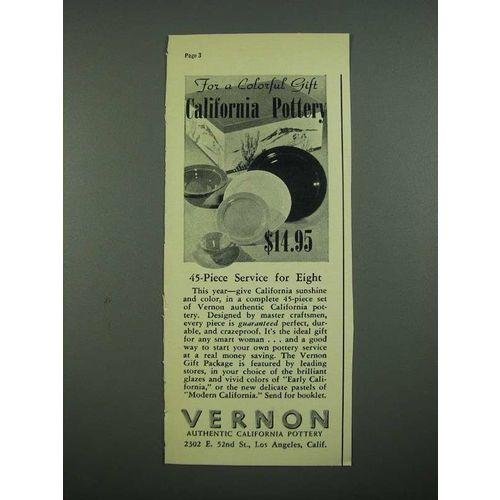 Page 3
For a Colorful Gift
California Pottery
$14.95
45-Piece Service for Eight
This year—give California sunshine
and color, in a complete 45-piece set
of Vernon authentic California pot-
tery. Designed by master craftsmen,
every piece is guaranteed perfect, dur-
able, and crazeproof. It's the ideal gift
for any smart woman . . . and a good
way to start your own pottery service
at a real money saving. The Vernon
Gift Package is featured by leading
stores, in your choice of the brilliant
glazes and vivid colors of "Early Cali-
fornia," or the new delicate pastels of
"Modern California." Send for booklet.
VERNON
AUTHENTIC CALIFORNIA POTTERY
2302 E. 52nd St., Los Angeles, Calif.